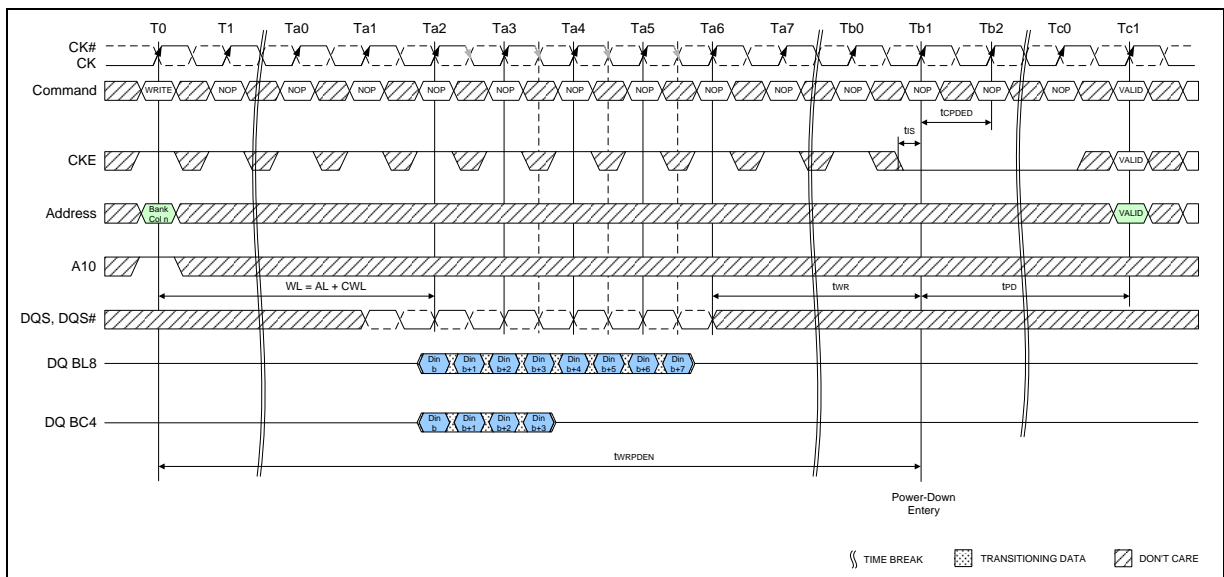 T0 T1 Ta0 Ta1 Ta2 Ta3 Ta4 Ta5 Ta6 Ta7 Tb0 Tb1 Tb2 Tc0 Tc1
CK#
CK
Command WRITE NOP NOP NOP NOP NOP NOP NOP NOP NOP NOP NOP NOP NOP VALID
tCPDED
tIS
CKE VALID
Address Bank Col n VALID
A10
WL = AL + CWL tWR tPD
DQS, DQS#
DQ BL8 Din b Din b+1 Din b+2 Din b+3 Din b+4 Din b+5 Din b+6 Din b+7
DQ BC4 Din b Din b+1 Din b+2 Din b+3
tWRPDEN
Power-Down
Entery
TIME BREAK TRANSITIONING DATA DON'T CARE